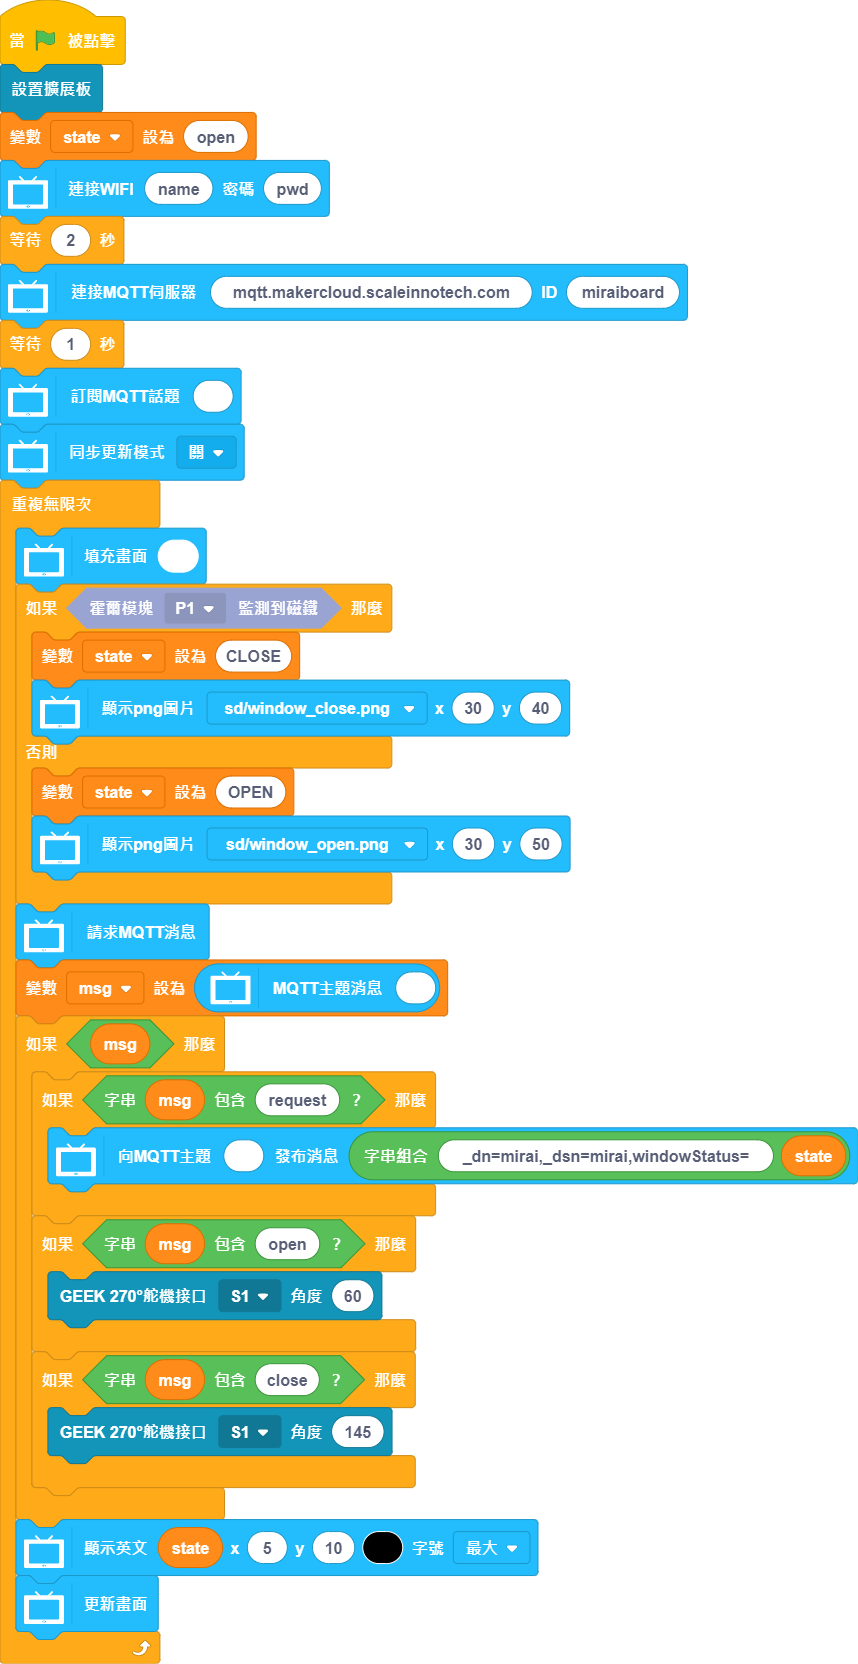 當 被點擊
設置擴展板
變數 state 設為 open
連接WIFI name 密碼 pwd
等待 2 秒
連接MQTT伺服器 mqtt.makercloud.scaleinnotech.com ID miraiboard
等待 1 秒
訂閱MQTT話題
同步更新模式 關
重複無限次
填充畫面
如果 霍爾模塊 P1 監測到磁鐵 那麼
變數 state 設為 CLOSE
顯示png圖片 sd/window_close.png x 30 y 40
否則
變數 state 設為 OPEN
顯示png圖片 sd/window_open.png x 30 y 50
請求MQTT消息
變數 msg 設為 MQTT主題消息
如果 msg 那麼
如果 字串 msg 包含 request ? 那麼
向MQTT主題 發布消息 字串組合 _dn=mirai,_dsn=mirai,windowStatus= state
如果 字串 msg 包含 open ? 那麼
GEEK 270°舵機接口 S1 角度 60
如果 字串 msg 包含 close ? 那麼
GEEK 270°舵機接口 S1 角度 145
顯示英文 state x 5 y 10 字號 最大
更新畫面